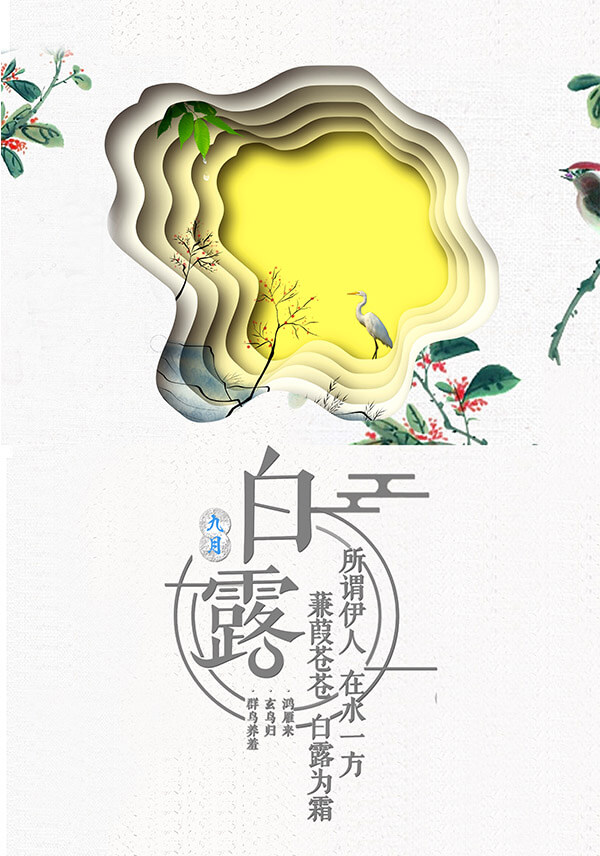 白露
九月
所谓伊人 在水一方
蒹葭苍苍 白露为霜
·鸿雁来
·玄鸟归
·群鸟养羞